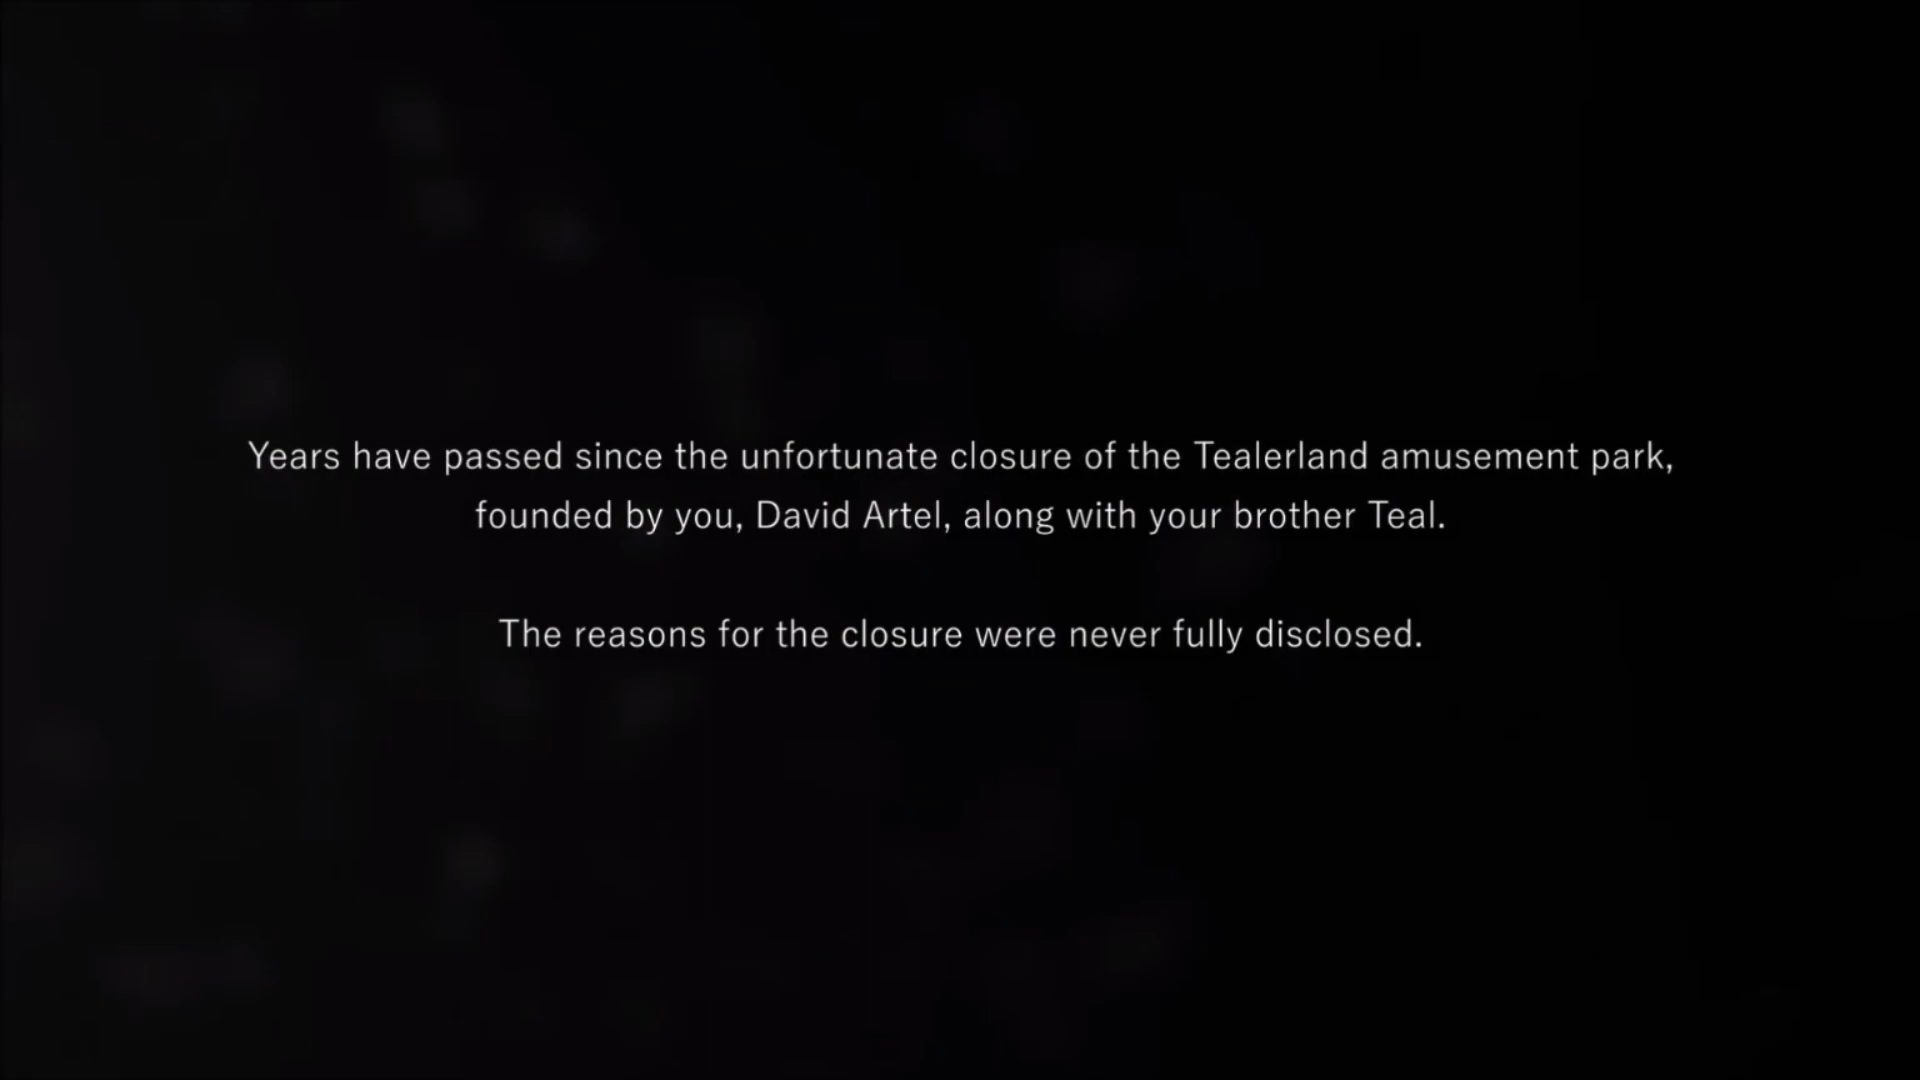 Years have passed since the unfortunate closure of the Tealerland amusement park,
founded by you, David Artel, along with your brother Teal.
The reasons for the closure were never fully disclosed.